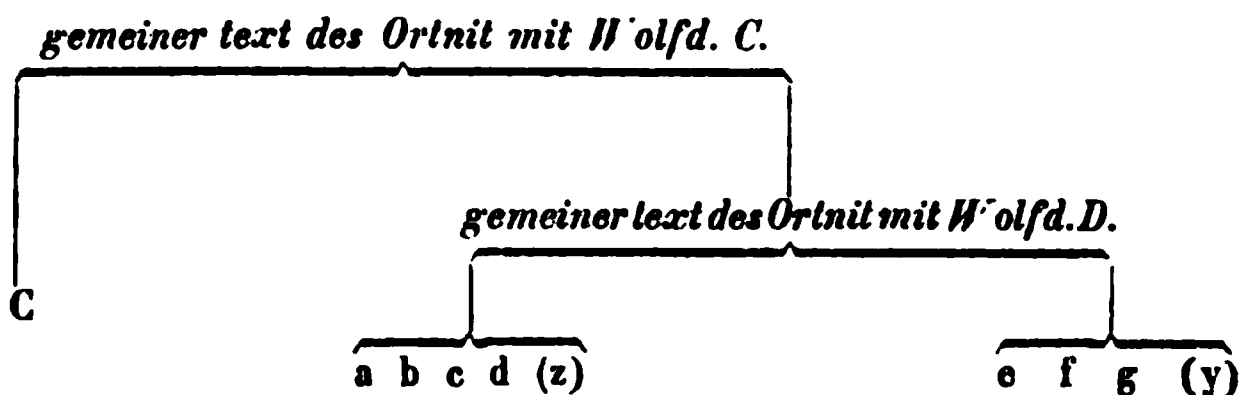 gemeiner text des Ortnit mit Wolfd. C.
gemeiner text des Ortnit mit Wolfd. D.
C
a b c d (z) e f g (y)